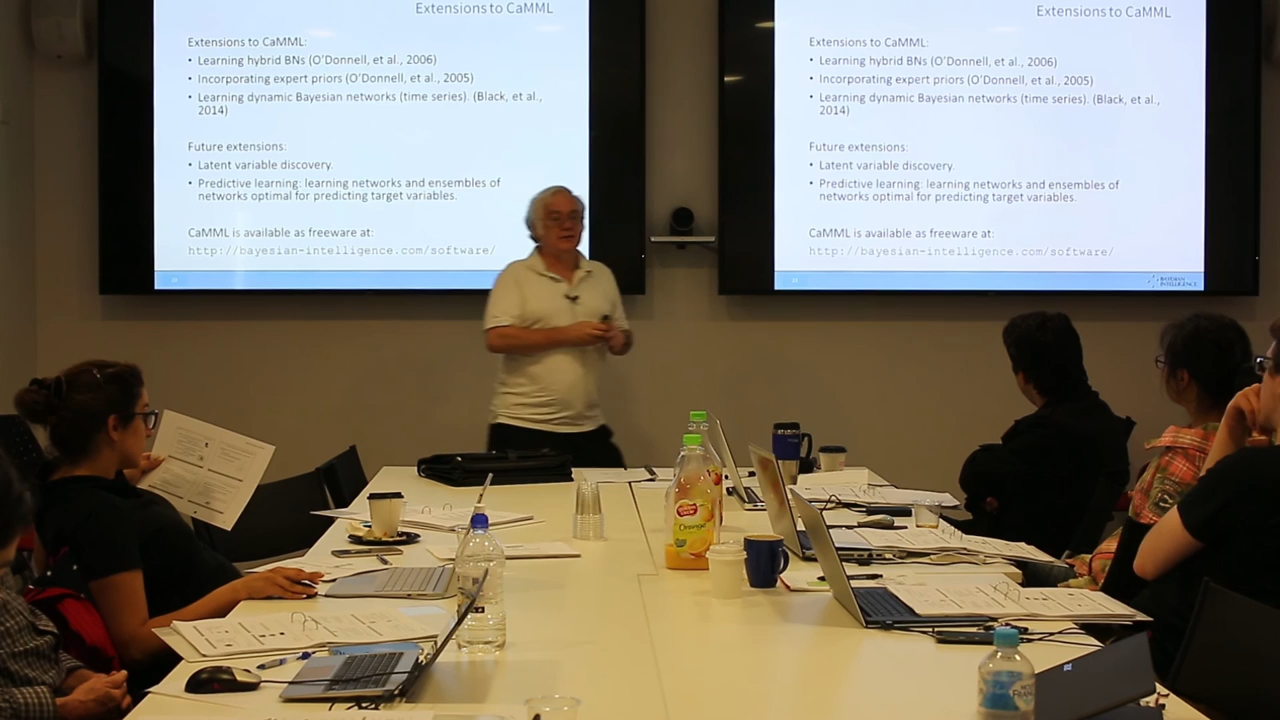 Extensions to CaMML
Extensions to CaMML:
• Learning hybrid BNs (O'Donnell, et al., 2006)
• Incorporating expert priors (O'Donnell, et al., 2005)
• Learning dynamic Bayesian networks (time series). (Black, et al.,
2014)
Future extensions:
• Latent variable discovery.
• Predictive learning: learning networks and ensembles of
networks optimal for predicting target variables.
CaMML is available as freeware at:
http://bayesian-intelligence.com/software/
Extensions to CaMML
Extensions to CaMML:
• Learning hybrid BNs (O'Donnell, et al., 2006)
• Incorporating expert priors (O'Donnell, et al., 2005)
• Learning dynamic Bayesian networks (time series). (Black, et al.,
2014)
Future extensions:
• Latent variable discovery.
• Predictive learning: learning networks and ensembles of
networks optimal for predicting target variables.
CaMML is available as freeware at:
http://bayesian-intelligence.com/software/
BAYESIAN
INTELLIGENCE
Orange